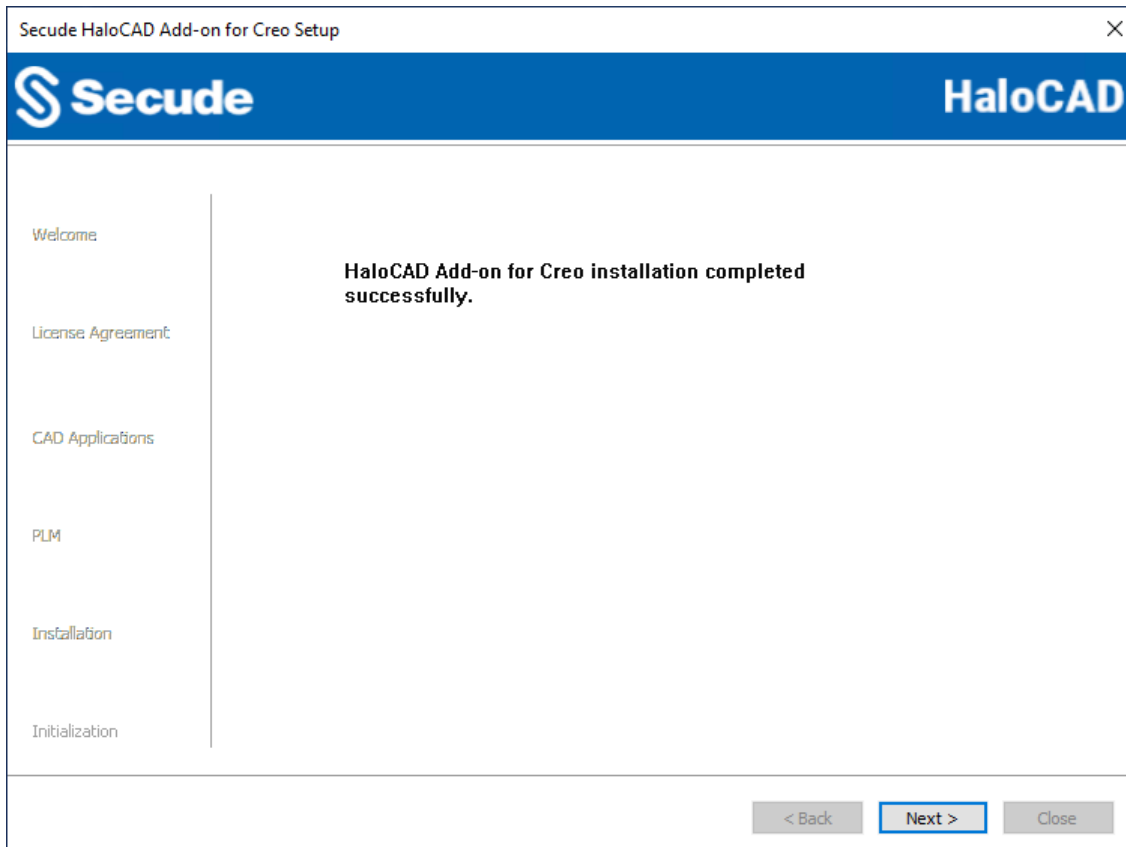 Secude HaloCAD Add-on for Creo Setup
Secude
HaloCAD
Welcome
HaloCAD Add-on for Creo installation completed
successfully.
License Agreement
CAD Applications
PLM
Installation
Initialization
< Back
Next >
Close